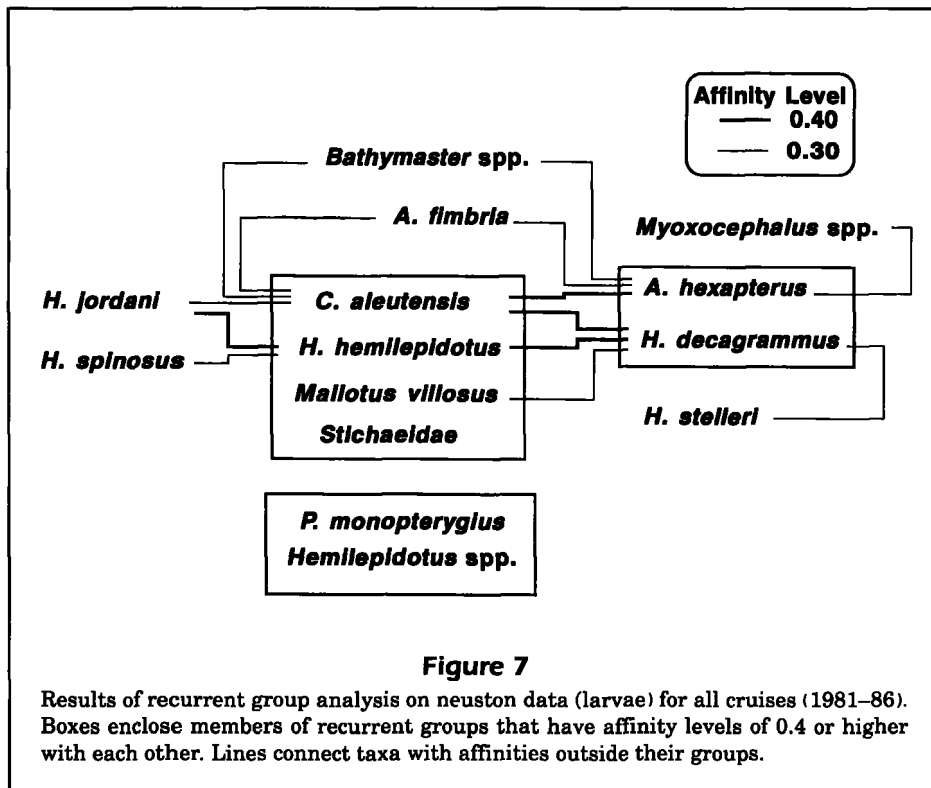 Affinity Level
0.40
0.30
Bathymaster spp.
A. fimbria
Myoxocephalus spp.
H. jordani
C. aleutensis
A. hexapterus
H. hemilepidotus
H. decagrammus
H. spinosus
Mallotus villosus
H. stelleri
Stichaeidae
P. monopterygius
Hemilepidotus spp.
Figure 7
Results of recurrent group analysis on neuston data (larvae) for all cruises (1981–86).
Boxes enclose members of recurrent groups that have affinity levels of 0.4 or higher
with each other. Lines connect taxa with affinities outside their groups.